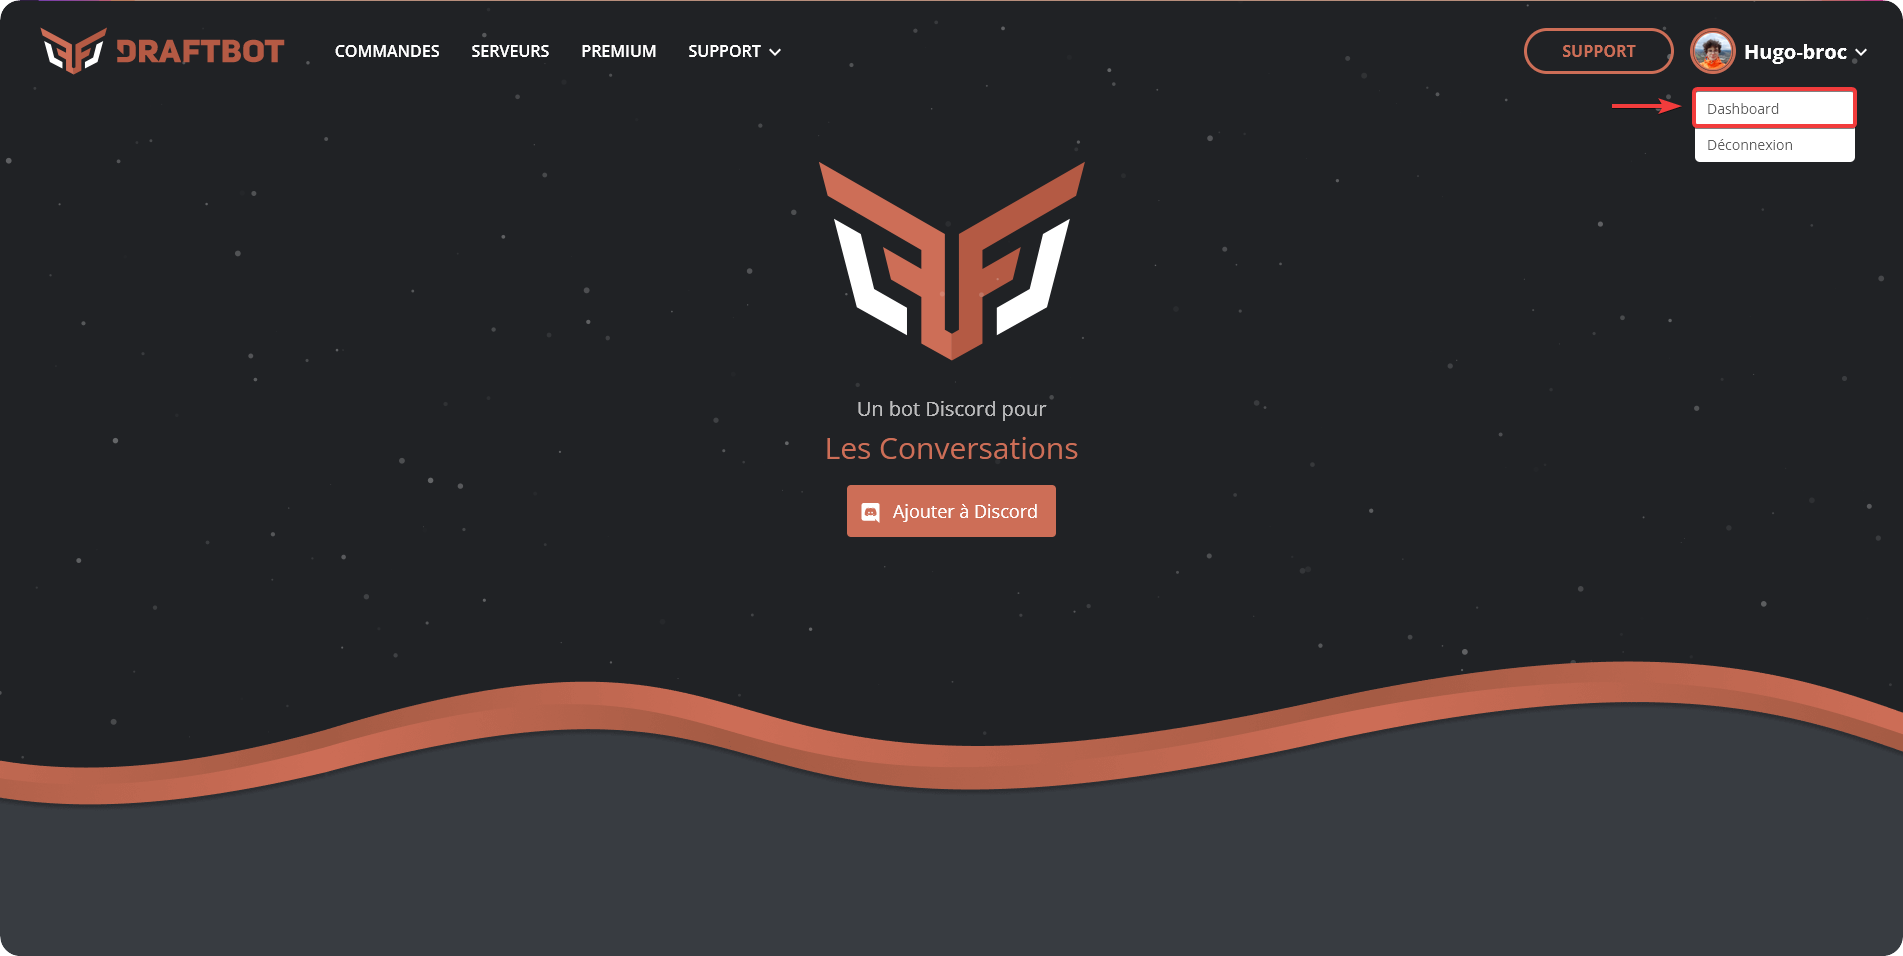 DRAFTBOT
COMMANDES
SERVEURS
PREMIUM
SUPPORT
SUPPORT
Hugo-broc
Dashboard
Déconnexion
Un bot Discord pour
Les Conversations
Ajouter à Discord